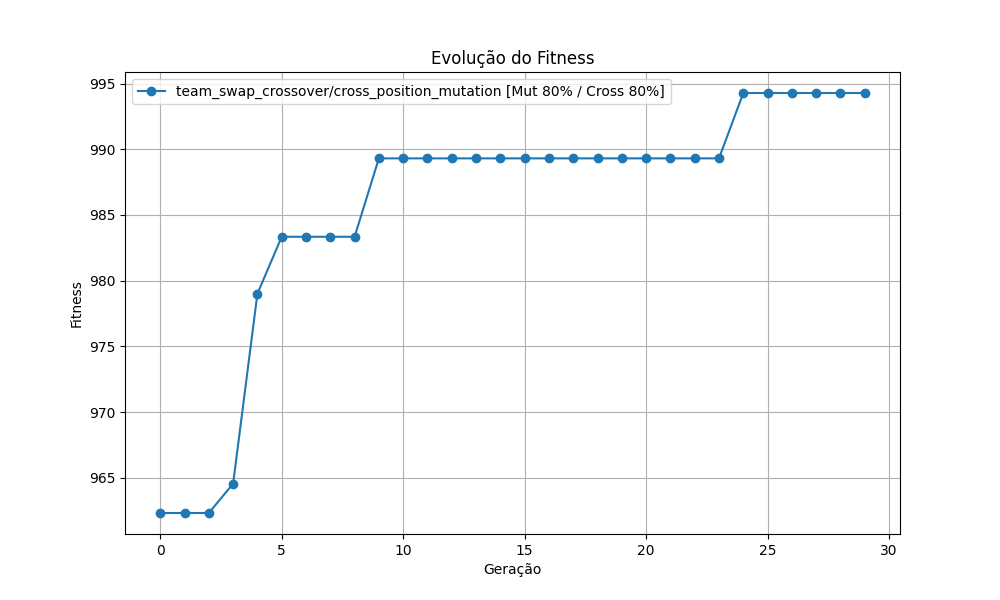 Evolução do Fitness
team_swap_crossover/cross_position_mutation [Mut 80% / Cross 80%]
Fitness
995
990
985
980
975
970
965
0 5 10 15 20 25 30
Geração